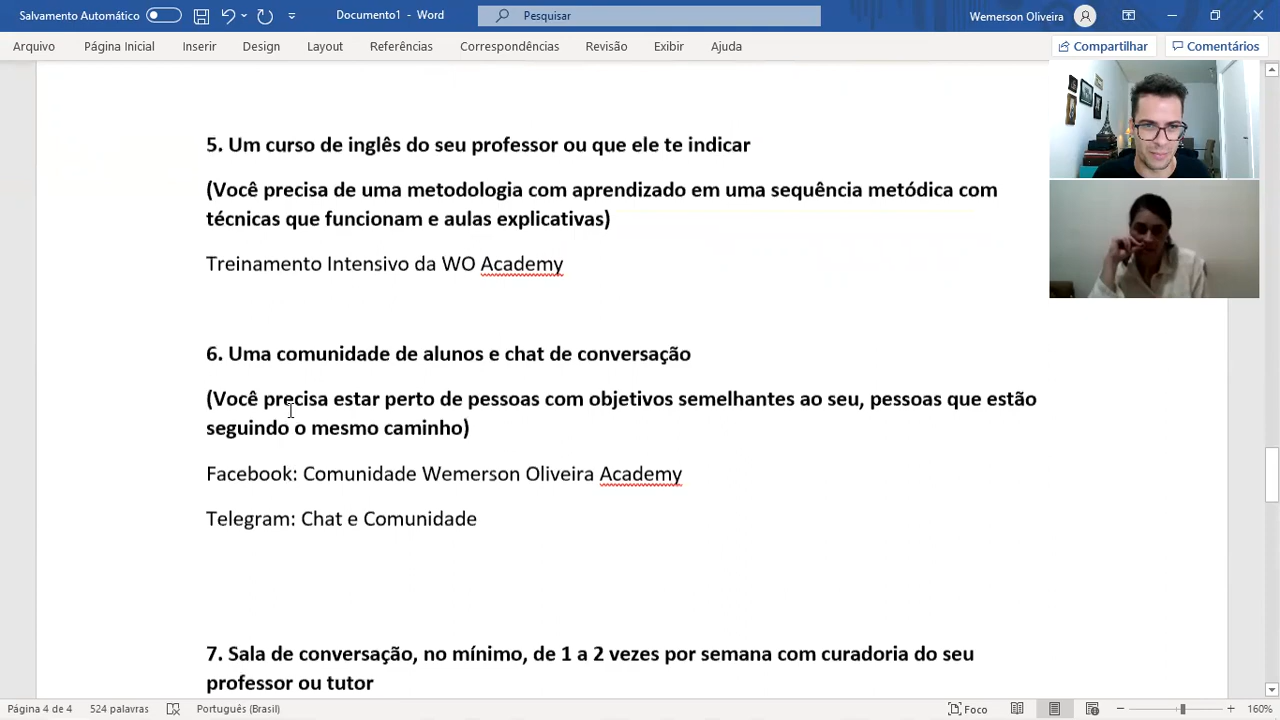 Salvamento Automático
Documento1 - Word
Pesquisar
Wemerson Oliveira
Arquivo
Página Inicial
Inserir
Design
Layout
Referências
Correspondências
Revisão
Exibir
Ajuda
Compartilhar
Comentários
5. Um curso de inglês do seu professor ou que ele te indicar
(Você precisa de uma metodologia com aprendizado em uma sequência metódica com
técnicas que funcionam e aulas explicativas)
Treinamento Intensivo da WO Academy
6. Uma comunidade de alunos e chat de conversação
(Você precisa estar perto de pessoas com objetivos semelhantes ao seu, pessoas que estão
seguindo o mesmo caminho)
Facebook: Comunidade Wemerson Oliveira Academy
Telegram: Chat e Comunidade
7. Sala de conversação, no mínimo, de 1 a 2 vezes por semana com curadoria do seu
professor ou tutor
Página 4 de 4
524 palavras
Português (Brasil)
Foco
160%